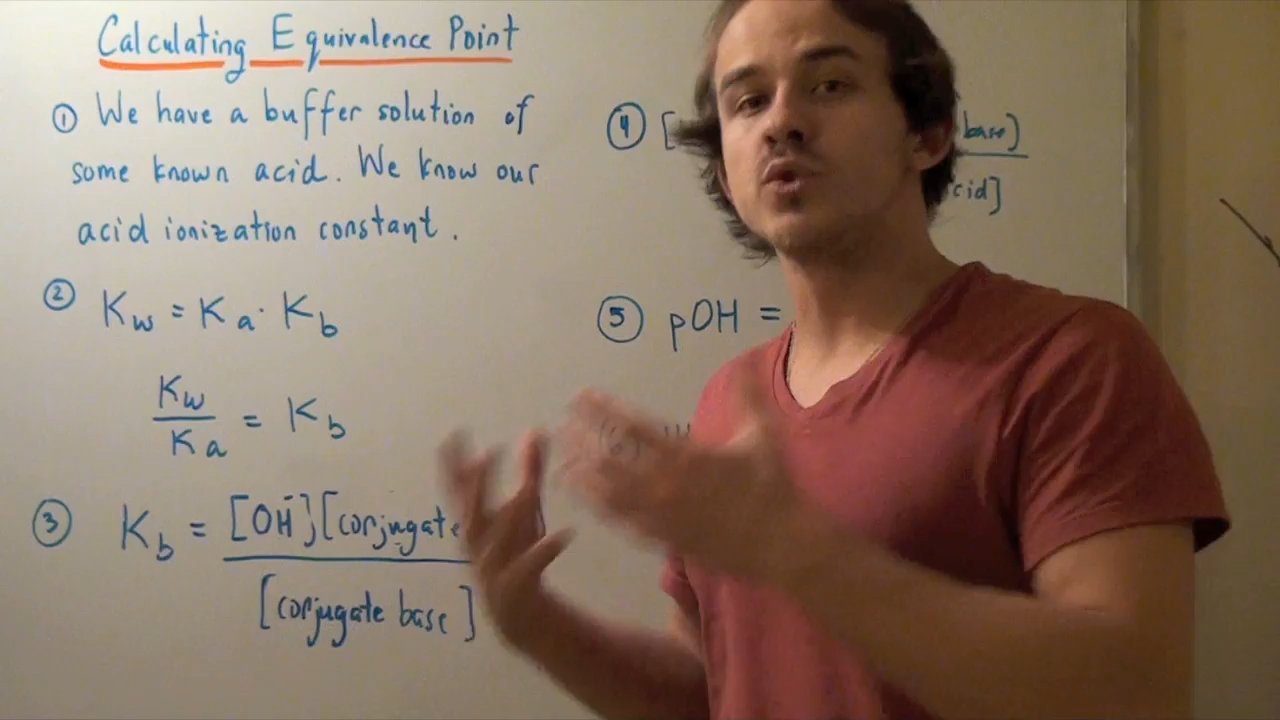 Calculating Equivalence Point
① We have a buffer solution of
some known acid. We know our
acid ionization constant.
② Kw = Ka · Kb
Kw
Ka = Kb
③ Kb = [OH⁻][conjugate
[conjugate base]
④ [ base)
cid]
⑤ pOH =
(6)